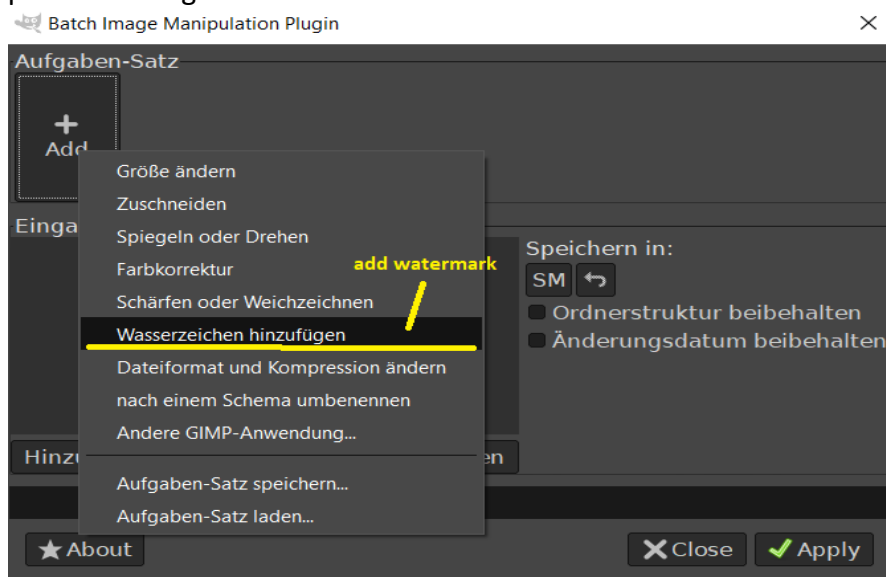 Batch Image Manipulation Plugin
Aufgaben-Satz
Add
Größe ändern
Zuschneiden
Spiegeln oder Drehen
Farbkorrektur
add watermark
Schärfen oder Weichzeichnen
Wasserzeichen hinzufügen
Dateiformat und Kompression ändern
nach einem Schema umbenennen
Andere GIMP-Anwendung...
Aufgaben-Satz speichern...
Aufgaben-Satz laden...
Speichern in:
SM
Ordnerstruktur beibehalten
Änderungsdatum beibehalten
About
Close
Apply